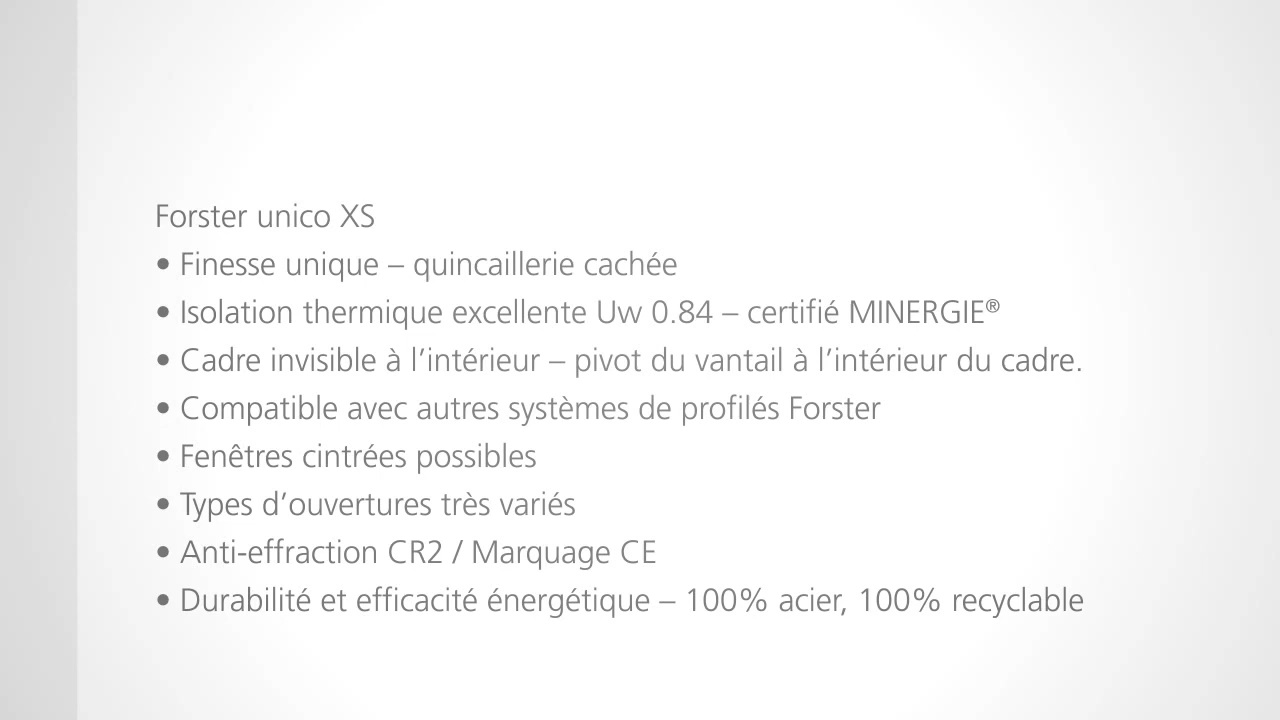 Forster unico XS
• Finesse unique – quincaillerie cachée
• Isolation thermique excellente Uw 0.84 – certifié MINERGIE®
• Cadre invisible à l’intérieur – pivot du vantail à l’intérieur du cadre.
• Compatible avec autres systèmes de profilés Forster
• Fenêtres cintrées possibles
• Types d’ouvertures très variés
• Anti-effraction CR2 / Marquage CE
• Durabilité et efficacité énergétique – 100% acier, 100% recyclable